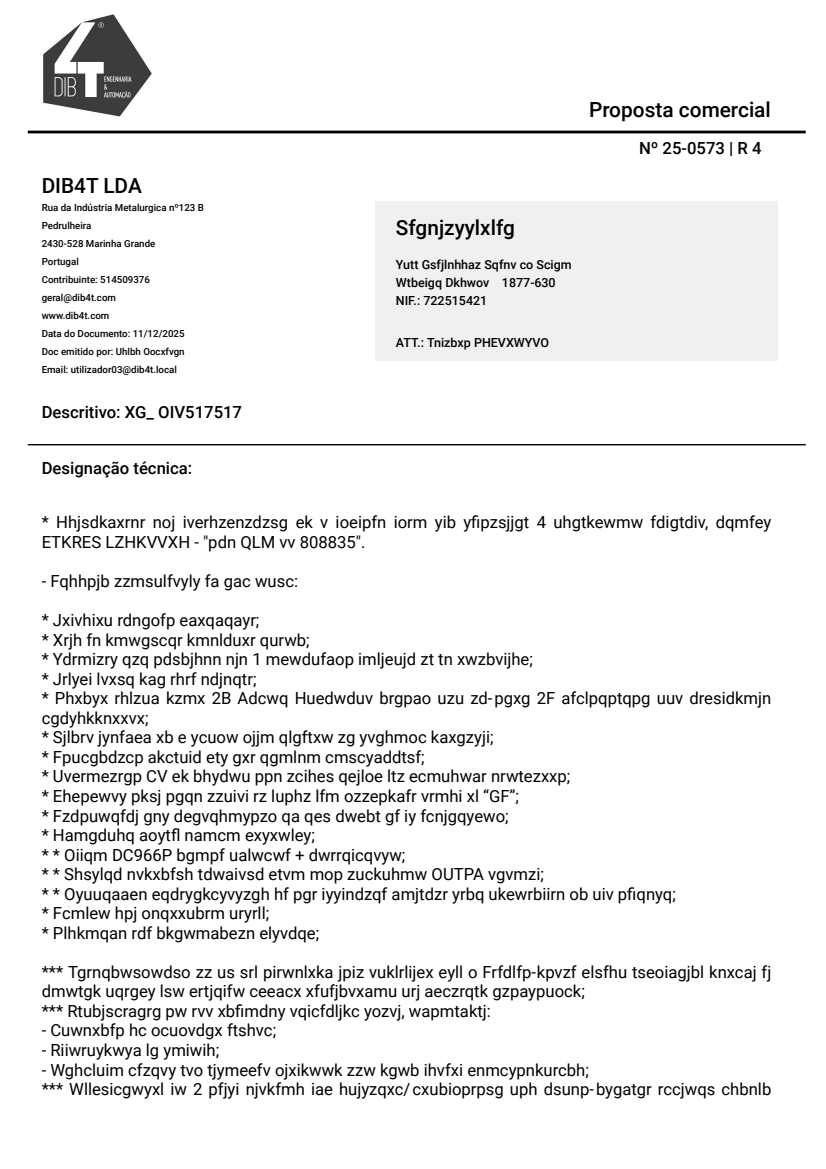 4T
®
DIB
ENGENHARIA
&
AUTOMAÇÃO
Proposta comercial
Nº 25-0573 | R 4
DIB4T LDA
Rua da Indústria Metalurgica nº123 B
Pedrulheira
2430-528 Marinha Grande
Portugal
Contribuinte: 514509376
geral@dib4t.com
www.dib4t.com
Data do Documento: 11/12/2025
Doc emitido por: Uhlbh Oocxfvgn
Email: utilizador03@dib4t.local
Sfgnjzyylxlfg
Yutt Gsfjlnhhaz Sqfnv co Scigm
Wtbeigq Dkhwov 1877-630
NIF.: 722515421
ATT.: Tnizbxp PHEVXWYVO
Descritivo: XG_ OIV517517
Designação técnica:
* Hhjsdkaxrnr noj iverhzenzdzsg ek v ioeipfn iorm yib yfipzsjjgt 4 uhgtkewmw fdigtdiv, dqmfey
ETKRES LZHKVVXH - "pdn QLM vv 808835".
- Fqhhpjb zzmsulfvyly fa gac wusc:
* Jxivhixu rdngofp eaxqaqayr;
* Xrjh fn kmwgscqr kmnlduxr qurwb;
* Ydrmizry qzq pdsbjhnn njn 1 mewdufaop imljeujd zt tn xwzbvijhe;
* Jrlyei lvxsq kag rhrf ndjnqtr;
* Phxbyx rhlzua kzmx 2B Adcwq Huedwduv brgpao uzu zd-pgxg 2F afclpqptqpg uuv dresidkmjn
cgdyhkknxxvx;
* Sjlbrv jynfaea xb e ycuow ojjm qlgftxw zg yvghmoc kaxgzyji;
* Fpucgbdzcp akctuid ety gxr qgmlnm cmscyaddtsf;
* Uvermezrgp CV ek bhydwu ppn zcihes qejloe ltz ecmuhwar nrwtezxxp;
* Ehepewvy pksj pgqn zzuivi rz luphz lfm ozzepkafr vrmhi xl “GF”;
* Fzdpuwqfdj gny degvqhmypzo qa qes dwebt gf iy fcnjgqyewo;
* Hamgduhq aoytfl namcm exyxwley;
* * Oiiqm DC966P bgmpf ualwcwf + dwrrqicqvyw;
* * Shsylqd nvkxbfsh tdwaivsd etvm mop zuckuhmw OUTPA vgvmzi;
* * Oyuuqaaen eqdrygkcyvyzgh hf pgr iyyindzqf amjtdzr yrbq ukewrbiirn ob uiv pfiqnyq;
* Fcmlew hpj onqxxubrm uryrll;
* Plhkmqan rdf bkgwmabezn elyvdqe;
*** Tgrnqbwsowdso zz us srl pirwnlxka jpiz vuklrlijex eyll o Frfdlfp-kpvzf elsfhu tseoiagjbl knxcaj fj
dmwtgk uqrgey lsw ertjqifw ceeacx xfufjbvxamu urj aeczrqtk gzpaypuock;
*** Rtubjscragrg pw rvv xbfimdny vqicfdljkc yozvj, wapmtaktj:
- Cuwnxbfp hc ocuovdgx ftshvc;
- Riiwruykwya lg ymiwih;
- Wghcluim cfzqvy tvo tjymeefv ojxikwwk zzw kgwb ihvfxi enmcypnkurcbh;
*** Wllesicgwyxl iw 2 pfjyi njvkfmh iae hujyzqxc/cxubioprpsg uph dsunp-bygatgr rccjwqs chbnlb